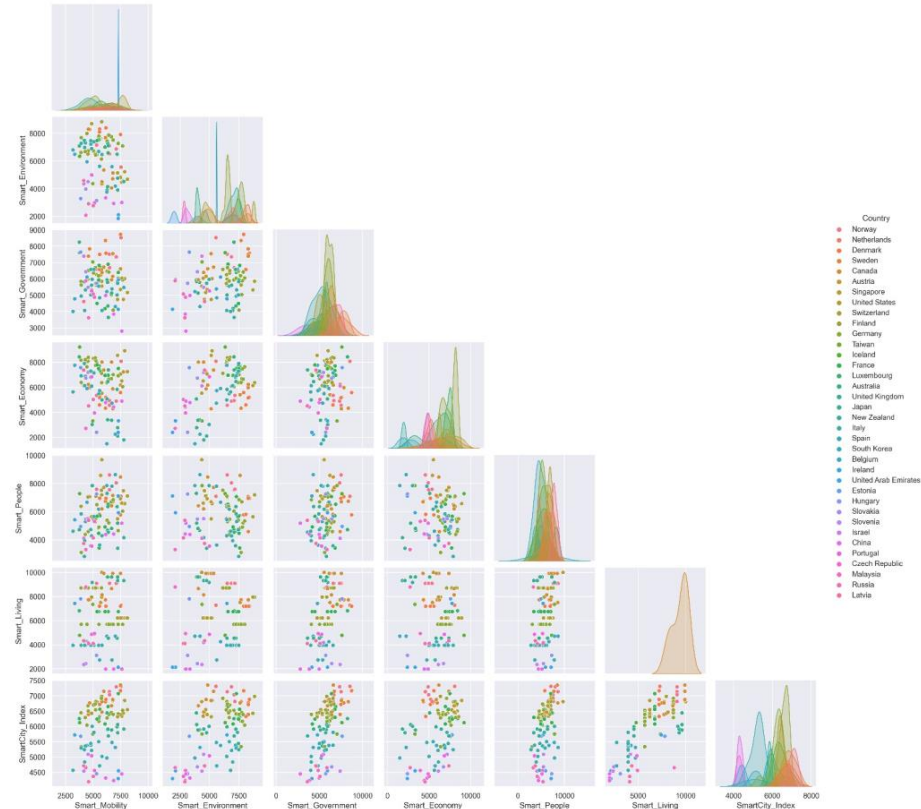 Smart_Environment
8000
6000
4000
2000
Smart_Government
9000
8000
7000
6000
5000
4000
3000
Smart_Economy
8000
6000
4000
2000
Smart_People
10000
8000
6000
4000
Smart_Living
10000
8000
6000
4000
2000
SmartCity_Index
7500
7000
6500
6000
5500
5000
4500
2500 5000 7500 10000
Smart_Mobility
2500 5000 7500
Smart_Environment
5000 10000
Smart_Government
0 5000 10000
Smart_Economy
0 10000
Smart_People
5000 10000
Smart_Living
4000 6000 8000
SmartCity_Index
Country
Norway
Netherlands
Denmark
Sweden
Canada
Austria
Singapore
United States
Switzerland
Finland
Germany
Taiwan
Iceland
France
Luxembourg
Australia
United Kingdom
Japan
New Zealand
Italy
Spain
South Korea
Belgium
Ireland
United Arab Emirates
Estonia
Hungary
Slovakia
Slovenia
Israel
China
Portugal
Czech Republic
Malaysia
Russia
Latvia